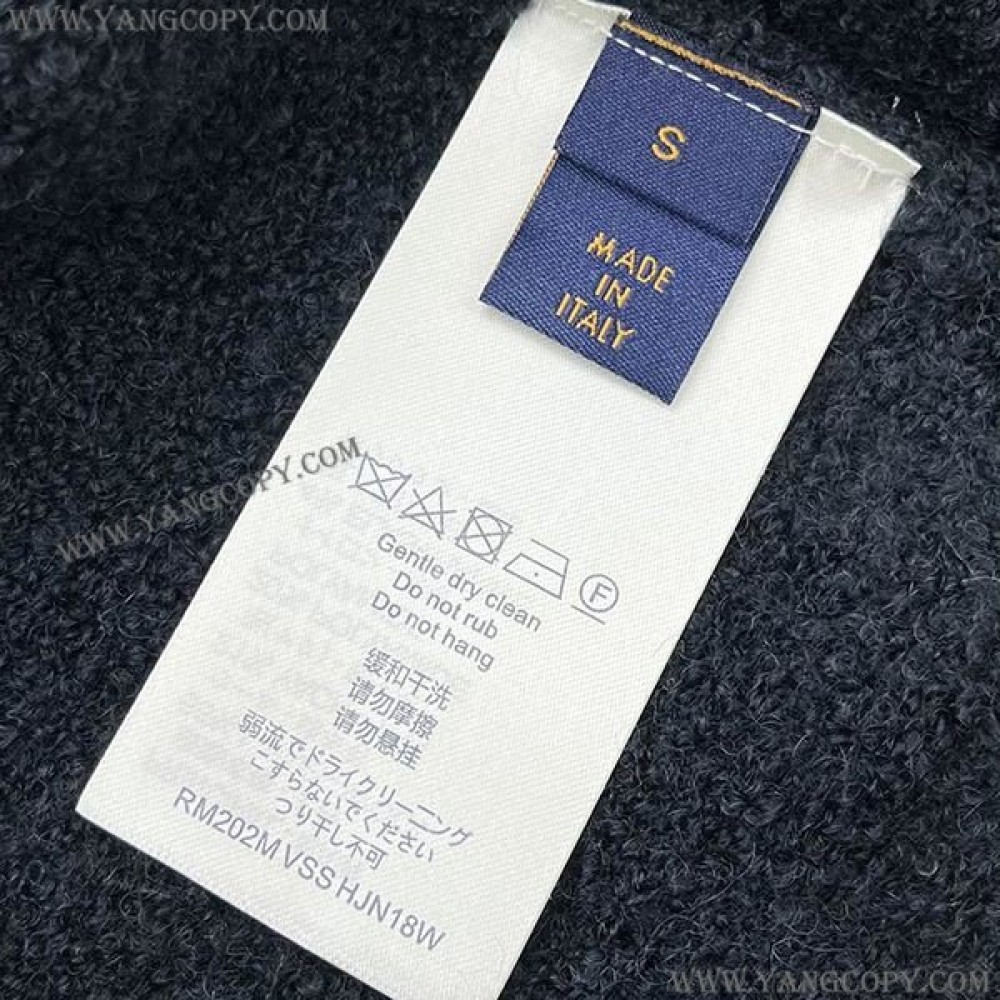 WWW.YANGCOPY.COM
S
MADE
IN
ITALY
WWW.YANGCOPY.COM
F
Gentle dry clean
Do not rub
Do not hang
缓和干洗
请勿摩擦
请勿悬挂
弱流でドライクリーニング
こすらないでください
つり干し不可
RM202M VSS HJN18W
WWW.YANGCOPY.COM